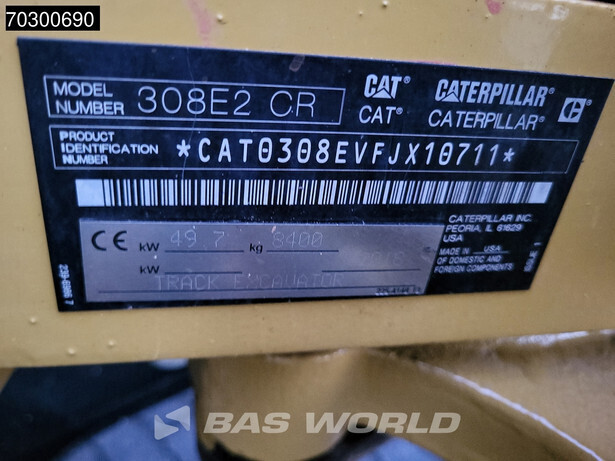 70300690
MODEL NUMBER 308E2 CR
CAT CATERPILLAR
CAT® CATERPILLAR®
PRODUCT IDENTIFICATION NUMBER *CAT0308EVFJX10711*
CE kW 49.7 kg 8400
kW
TRACK EXCAVATOR
CATERPILLAR INC.
PEORIA, IL 61629
USA
MADE IN USA
OF DOMESTIC AND
FOREIGN COMPONENTS
BAS WORLD